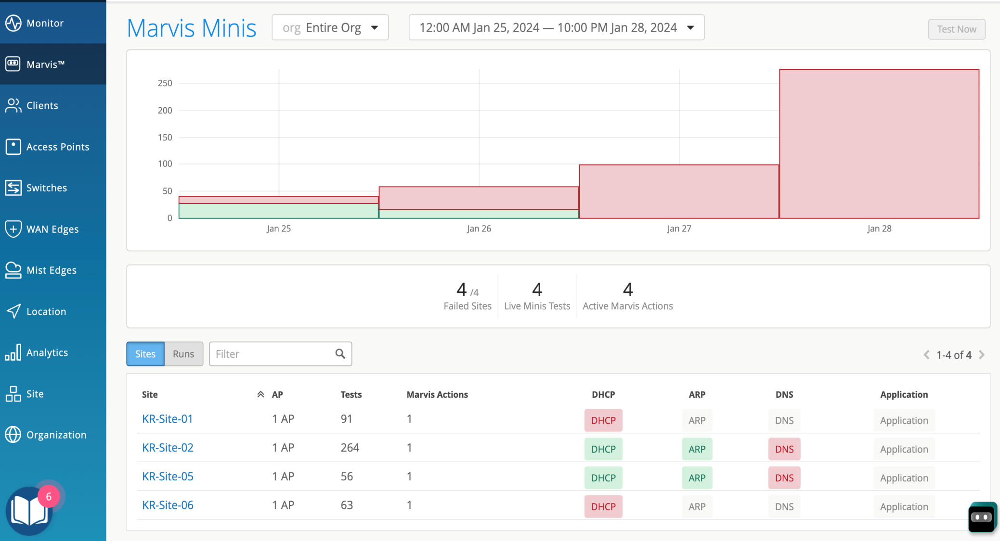 Monitor
Marvis™
Clients
Access Points
Switches
WAN Edges
Mist Edges
Location
Analytics
Site
Organization
6
Marvis Minis
org Entire Org
12:00 AM Jan 25, 2024 — 10:00 PM Jan 28, 2024
Test Now
250
200
150
100
50
0
Jan 25 Jan 26 Jan 27 Jan 28
4 /4 4 4
Failed Sites Live Minis Tests Active Marvis Actions
Sites Runs Filter 1-4 of 4
Site AP Tests Marvis Actions DHCP ARP DNS Application
KR-Site-01 1 AP 91 1 DHCP ARP DNS Application
KR-Site-02 1 AP 264 1 DHCP ARP DNS Application
KR-Site-05 1 AP 56 1 DHCP ARP DNS Application
KR-Site-06 1 AP 63 1 DHCP ARP DNS Application